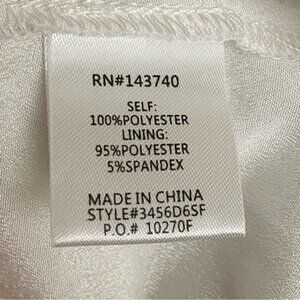 RN#143740
SELF:
100%POLYESTER
LINING:
95%POLYESTER
5%SPANDEX
MADE IN CHINA
STYLE#3456D6SF
P.O.# 10270F